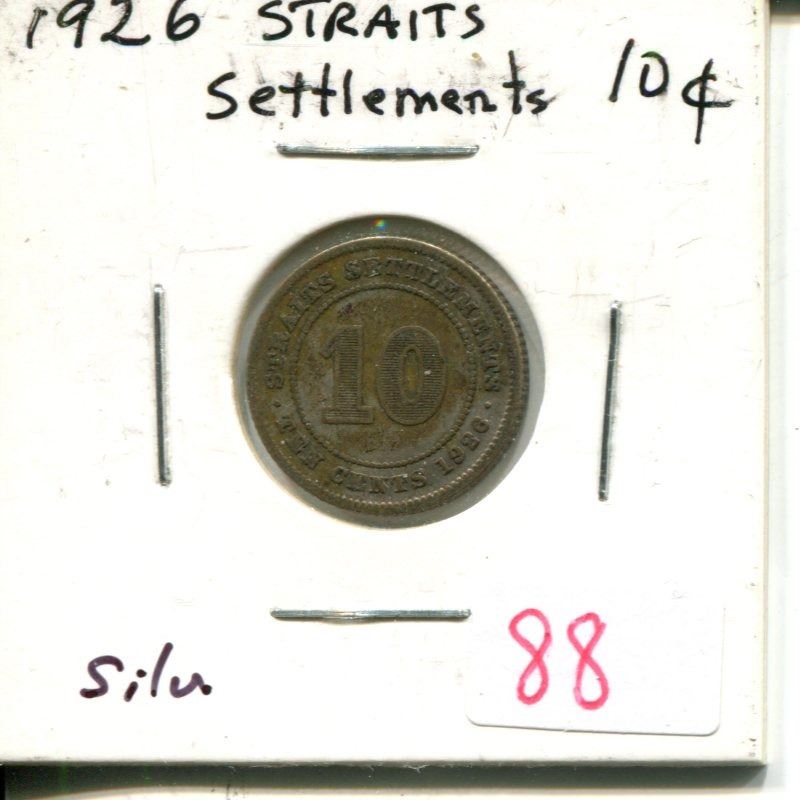 1926 STRAITS
Settlements 10¢
STRAITS SETTLEMENTS
10
· TEN CENTS 1926 ·
Silv
88